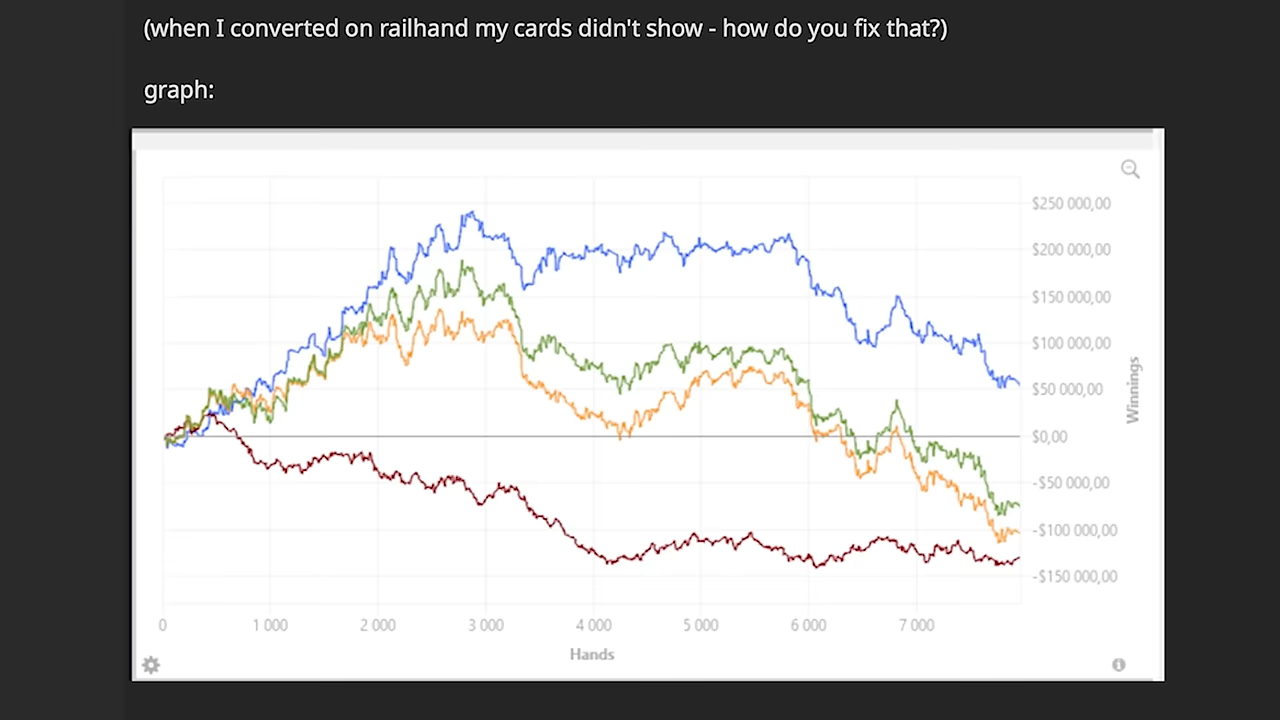 (when I converted on railhand my cards didn't show - how do you fix that?)
graph:
$250 000,00
$200 000,00
$150 000,00
$100 000,00
$50 000,00
$0,00
-$50 000,00
-$100 000,00
-$150 000,00
Winnings
0 1 000 2 000 3 000 4 000 5 000 6 000 7 000
Hands